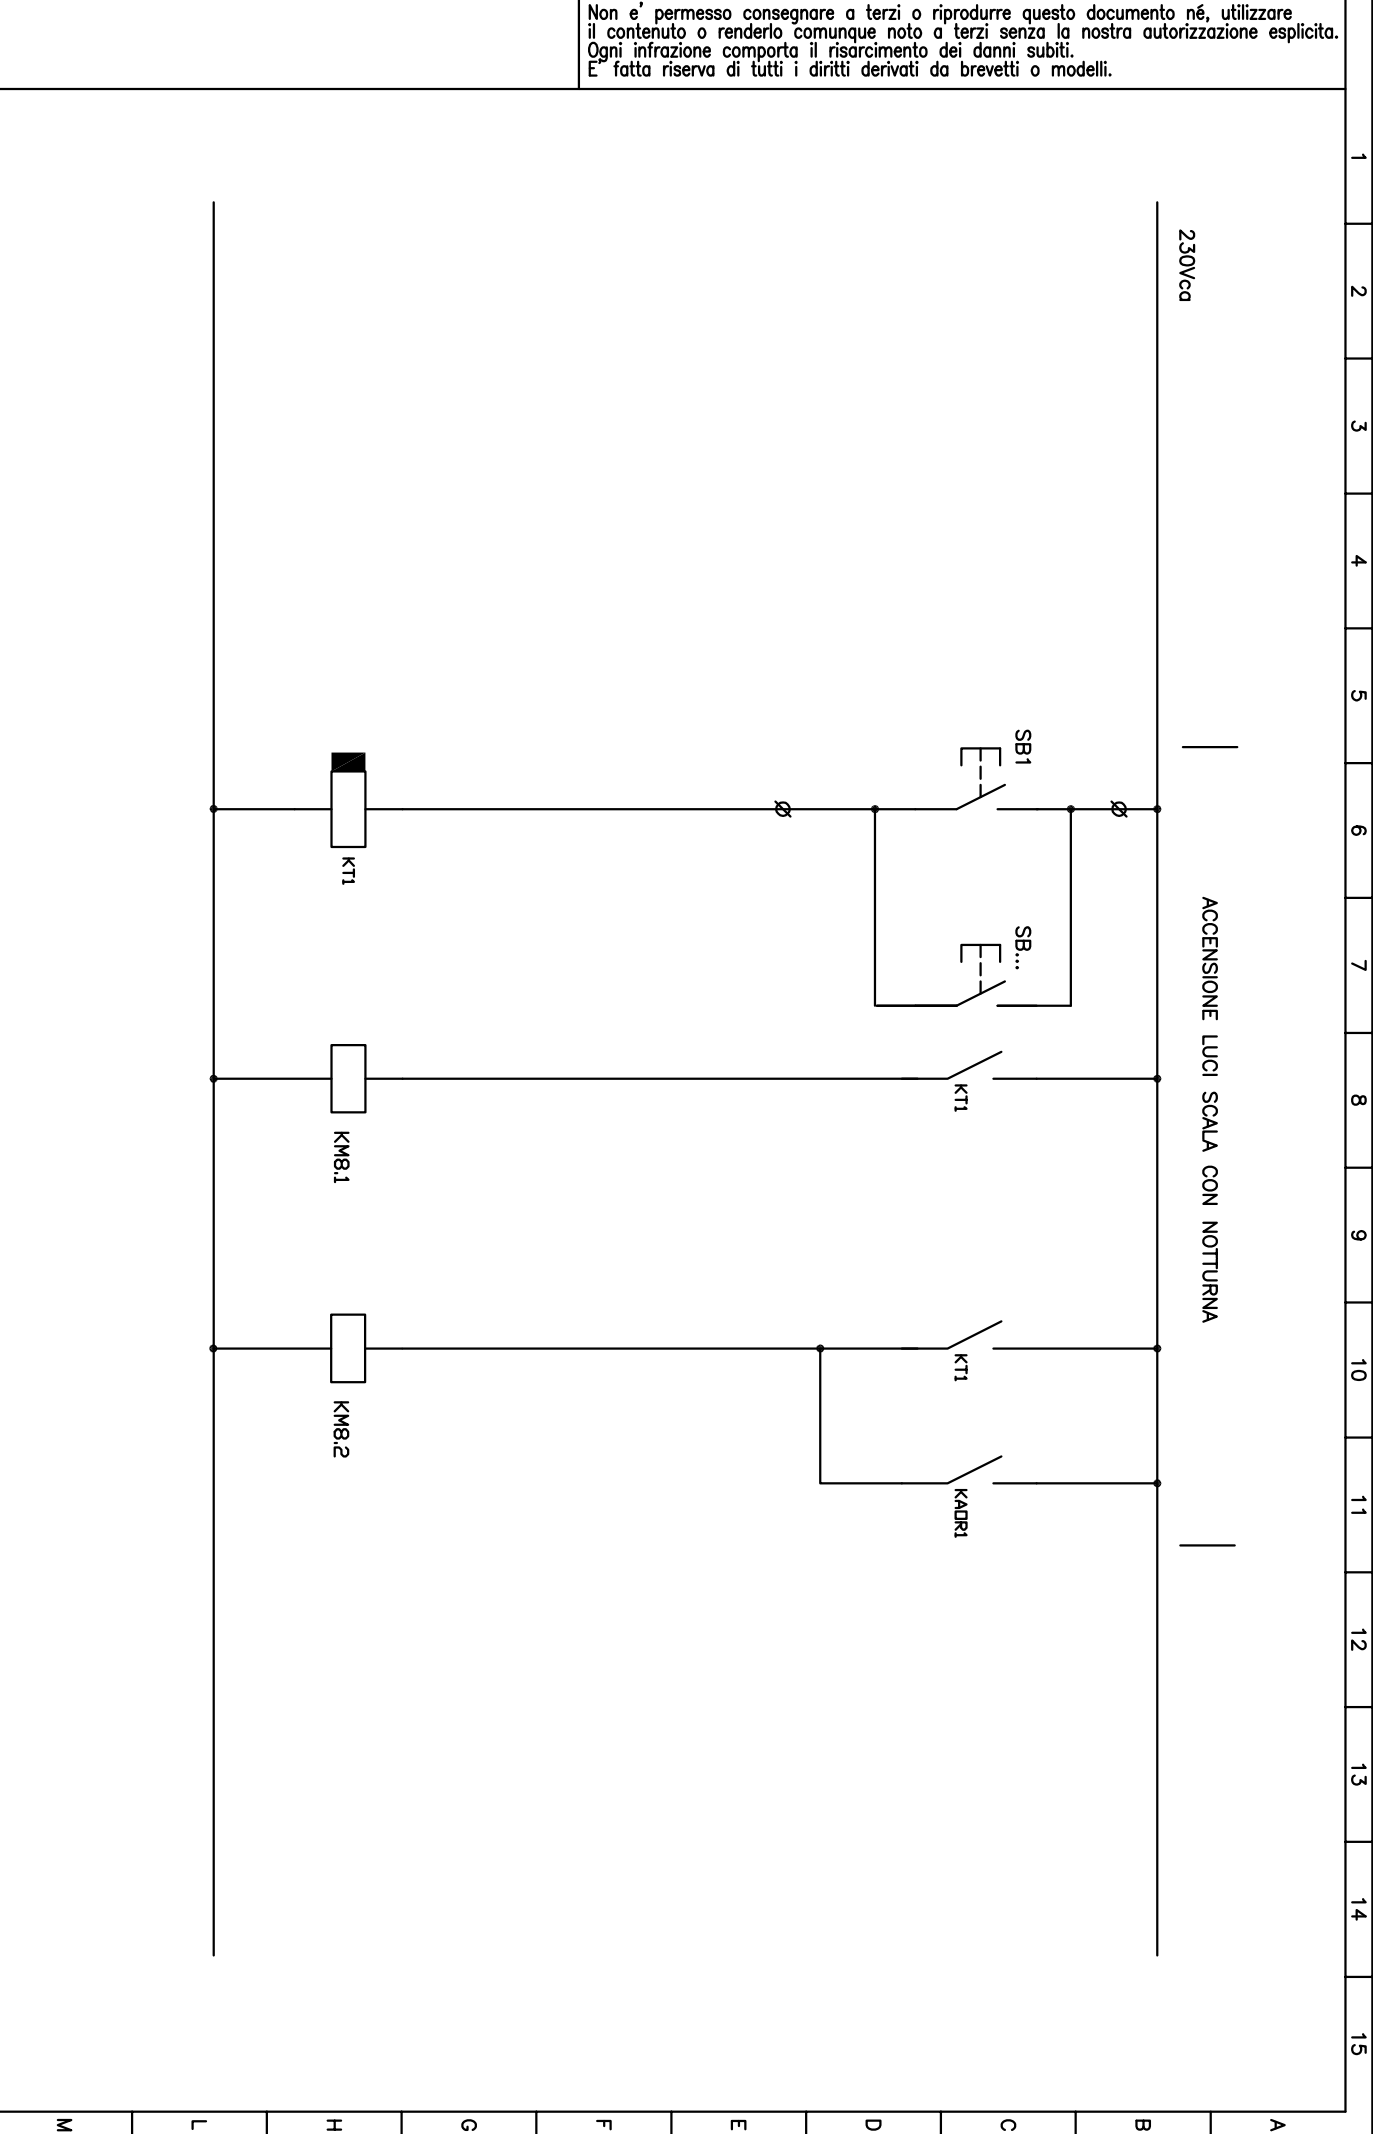 Non e' permesso consegnare a terzi o riprodurre questo documento né, utilizzare
il contenuto o renderlo comunque noto a terzi senza la nostra autorizzazione esplicita.
Ogni infrazione comporta il risarcimento dei danni subiti.
E' fatta riserva di tutti i diritti derivati da brevetti o modelli.
1
2
3
4
5
6
7
8
9
10
11
12
13
14
15
A
B
C
D
E
F
G
H
L
M
230Vca
ACCENSIONE LUCI SCALA CON NOTTURNA
SB1
SB...
KT1
KT1
KAOR1
KT1
KM8.1
KM8.2